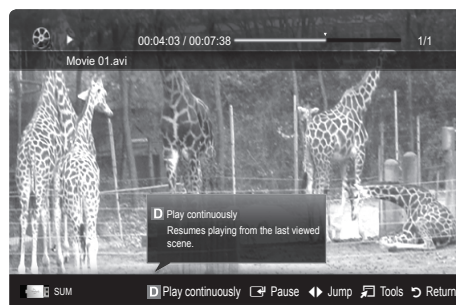 00:04:03 / 00:07:38 1/1
Movie 01.avi
D Play continuously
Resumes playing from the last viewed
scene.
SUM D Play continuously Pause Jump Tools Return